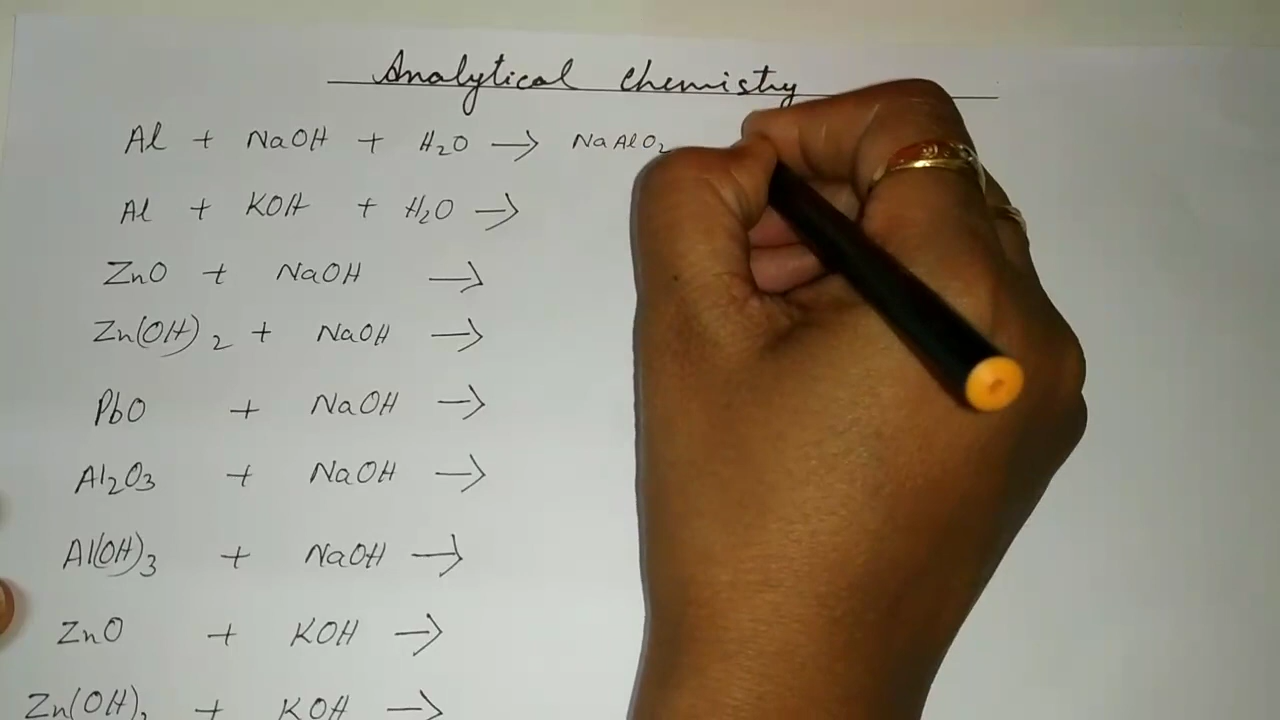 Analytical Chemistry
Al + NaOH + H₂O → NaAlO₂
Al + KOH + H₂O →
ZnO + NaOH →
Zn(OH)₂ + NaOH →
PbO + NaOH →
Al₂O₃ + NaOH →
Al(OH)₃ + NaOH →
ZnO + KOH →
Zn(OH)₂ + KOH →